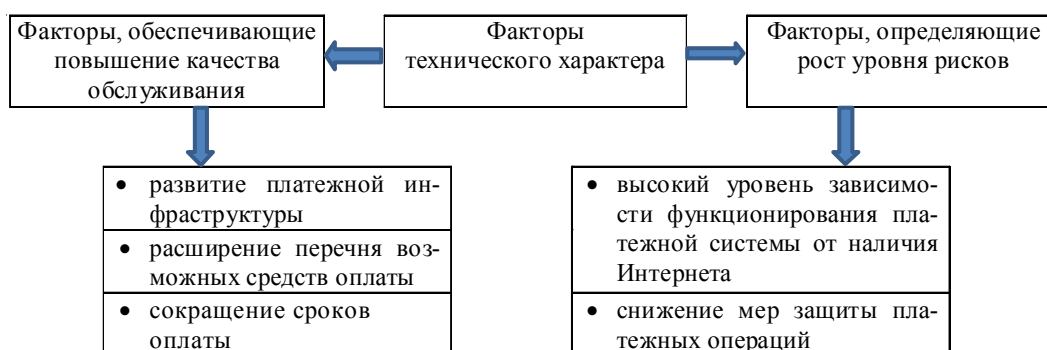 Факторы, обеспечивающие
повышение качества
обслуживания
Факторы
технического характера
Факторы, определяющие
рост уровня рисков
• развитие платежной ин-
фраструктуры
• расширение перечня воз-
можных средств оплаты
• сокращение сроков
оплаты
• высокий уровень зависимо-
сти функционирования пла-
тежной системы от наличия
Интернета
• снижение мер защиты пла-
тежных операций